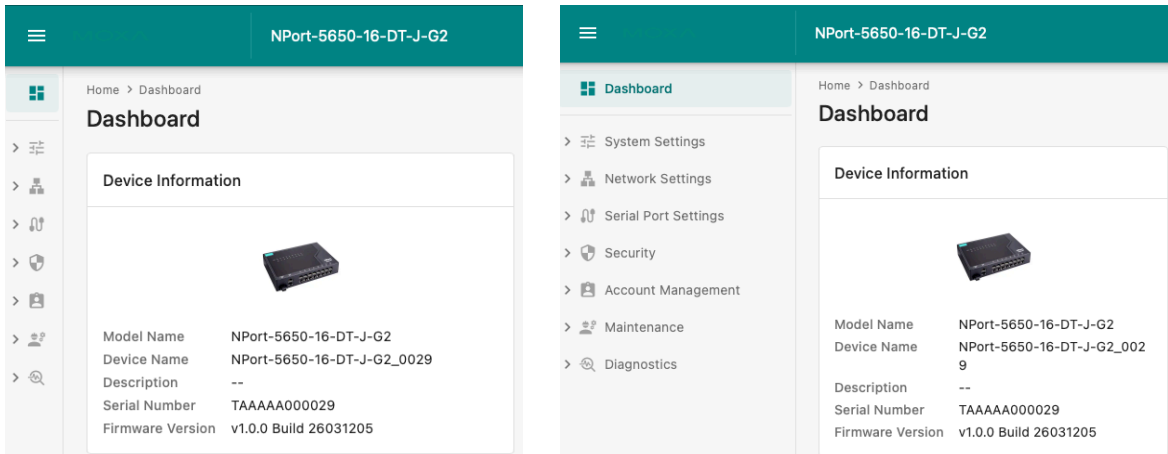 NPort-5650-16-DT-J-G2
Home > Dashboard
Dashboard
Device Information
Model Name NPort-5650-16-DT-J-G2
Device Name NPort-5650-16-DT-J-G2_0029
Description --
Serial Number TAAAAA000029
Firmware Version v1.0.0 Build 26031205
NPort-5650-16-DT-J-G2
Dashboard
System Settings
Network Settings
Serial Port Settings
Security
Account Management
Maintenance
Diagnostics
Home > Dashboard
Dashboard
Device Information
Model Name NPort-5650-16-DT-J-G2
Device Name NPort-5650-16-DT-J-G2_002
9
Description --
Serial Number TAAAAA000029
Firmware Version v1.0.0 Build 26031205